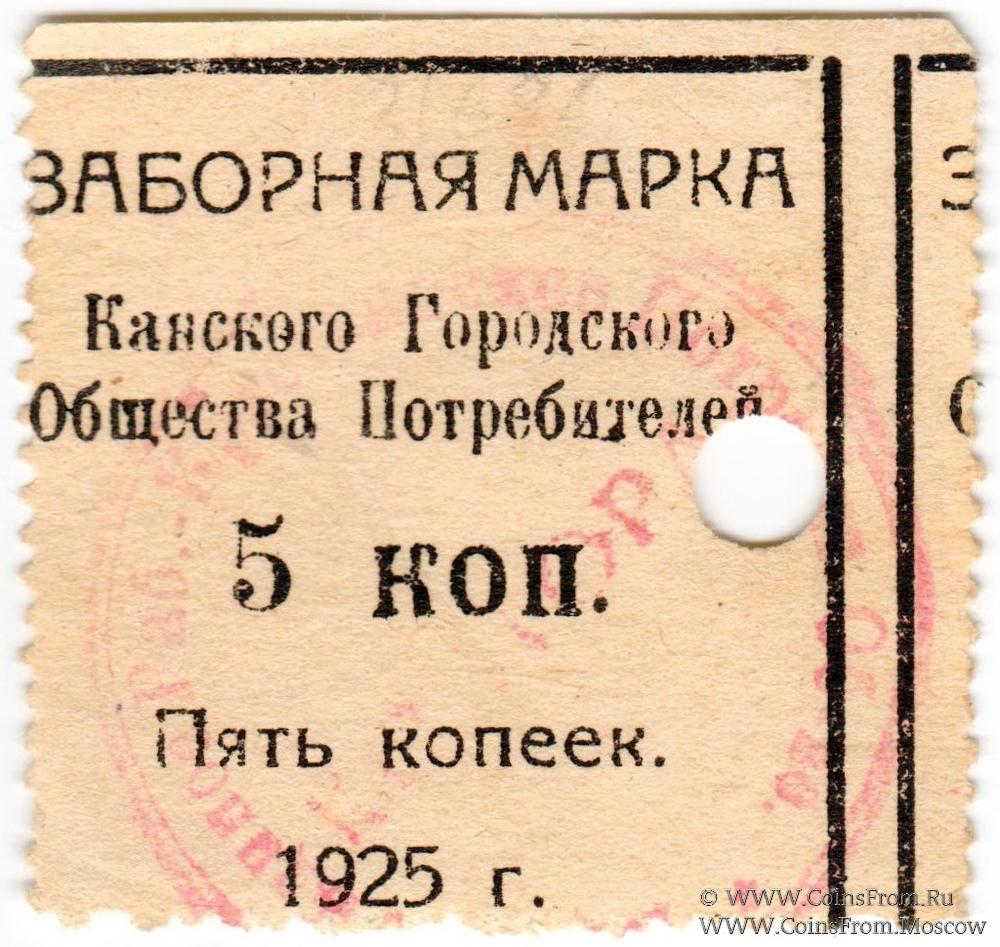 ЗАБОРНАЯ МАРКА
Канского Городского
Общества Потребителей
5 коп.
Пять копеек.
1925 г.
© WWW.CoinsFrom.Ru
WWW.CoinsFrom.Moscow